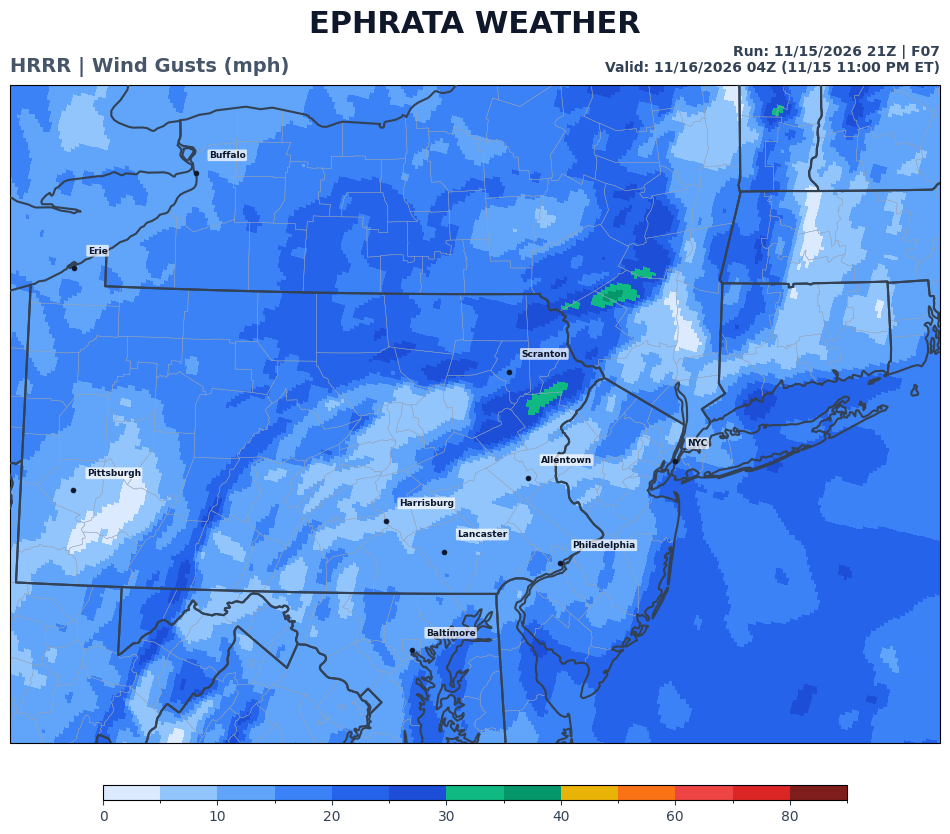 EPHRATA WEATHER
HRRR | Wind Gusts (mph)
Run: 11/15/2026 21Z | F07
Valid: 11/16/2026 04Z (11/15 11:00 PM ET)
Buffalo
Erie
Scranton
NYC
Allentown
Pittsburgh
Harrisburg
Lancaster
Philadelphia
Baltimore
0 10 20 30 40 50 60 70 80